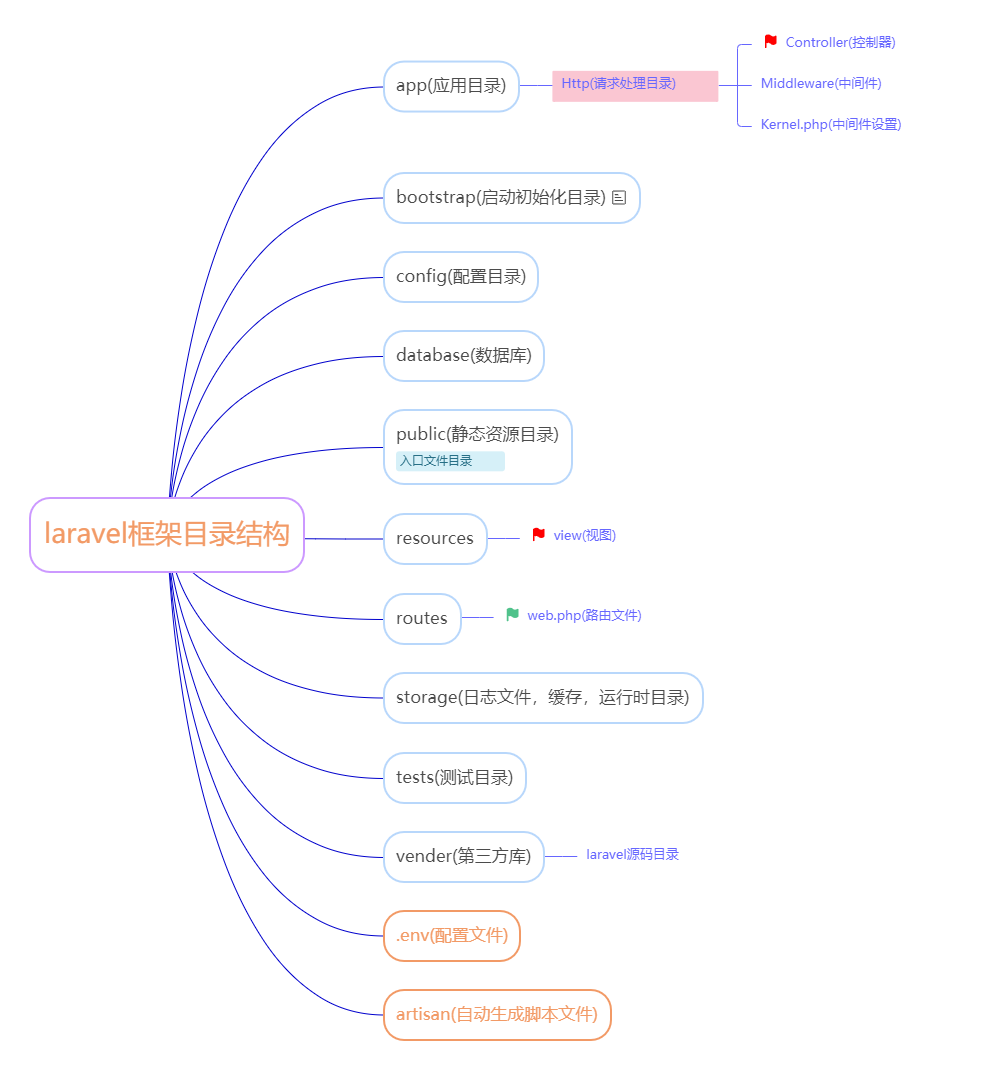 laravel框架目录结构
app(应用目录)
Http(请求处理目录)
Controller(控制器)
Middleware(中间件)
Kernel.php(中间件设置)
bootstrap(启动初始化目录)
config(配置目录)
database(数据库)
public(静态资源目录)
入口文件目录
resources
view(视图)
routes
web.php(路由文件)
storage(日志文件，缓存，运行时目录)
tests(测试目录)
vender(第三方库)
laravel源码目录
.env(配置文件)
artisan(自动生成脚本文件)